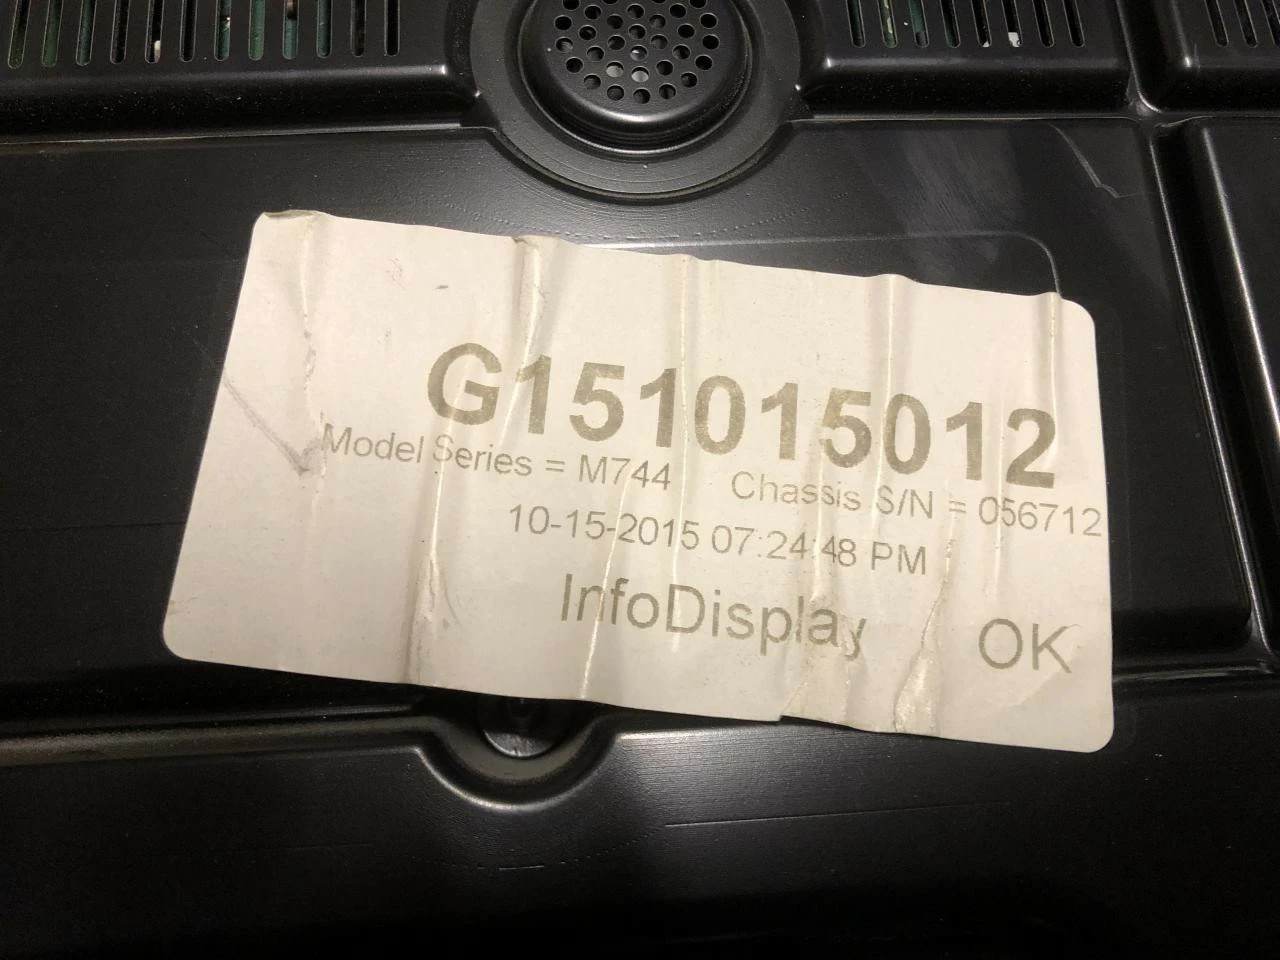 G151015012
Model Series = M744 Chassis S/N = 056712
10-15-2015 07:24:48 PM
InfoDisplay OK